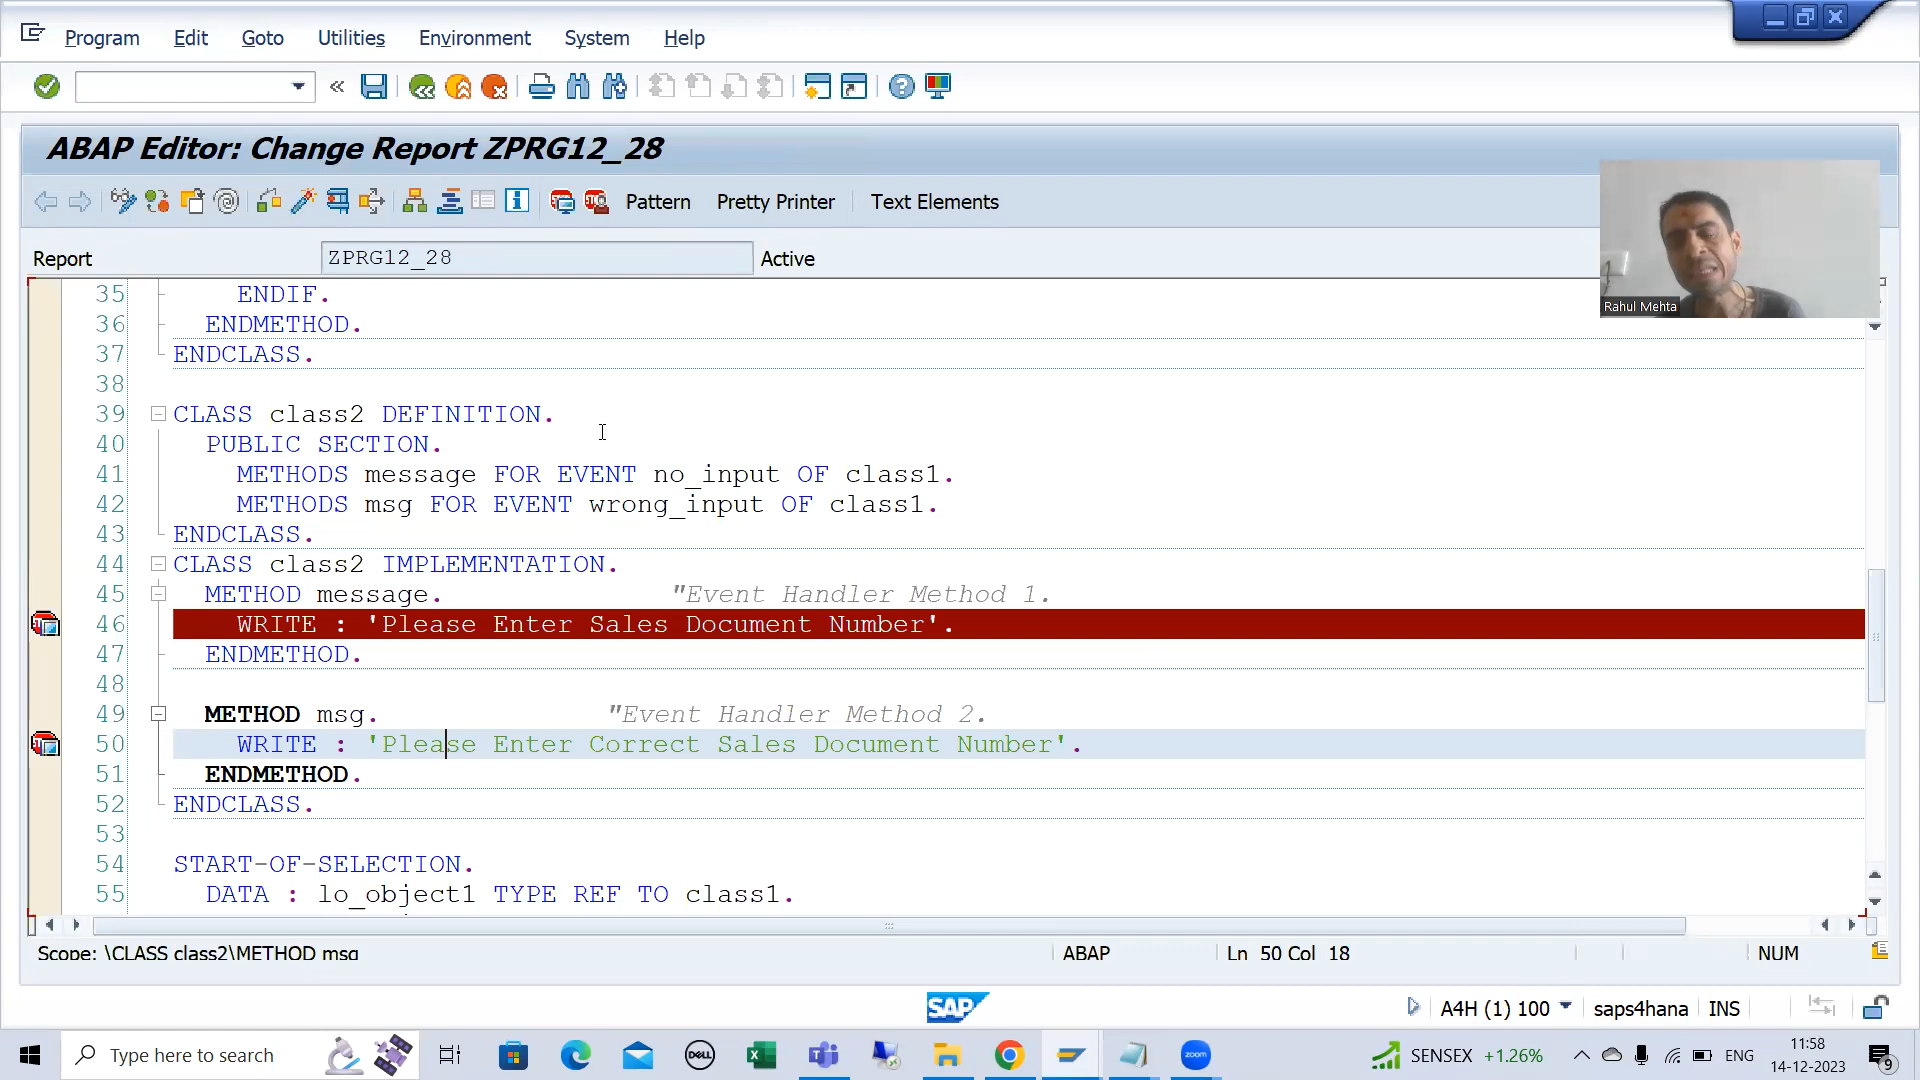 Program Edit Goto Utilities Environment System Help
ABAP Editor: Change Report ZPRG12_28
Pattern Pretty Printer Text Elements
Report ZPRG12_28 Active
Rahul Mehta
35 ENDIF.
36 ENDMETHOD.
37 ENDCLASS.
38
39 CLASS class2 DEFINITION.
40 PUBLIC SECTION.
41 METHODS message FOR EVENT no_input OF class1.
42 METHODS msg FOR EVENT wrong_input OF class1.
43 ENDCLASS.
44 CLASS class2 IMPLEMENTATION.
45 METHOD message. "Event Handler Method 1.
46 WRITE : 'Please Enter Sales Document Number'.
47 ENDMETHOD.
48
49 METHOD msg. "Event Handler Method 2.
50 WRITE : 'Please Enter Correct Sales Document Number'.
51 ENDMETHOD.
52 ENDCLASS.
53
54 START-OF-SELECTION.
55 DATA : lo_object1 TYPE REF TO class1.
Scope: \CLASS class2\METHOD msg ABAP Ln 50 Col 18 NUM
SAP A4H (1) 100 saps4hana INS
Type here to search DELL zoom SENSEX +1.26% ENG 11:58
14-12-2023 9